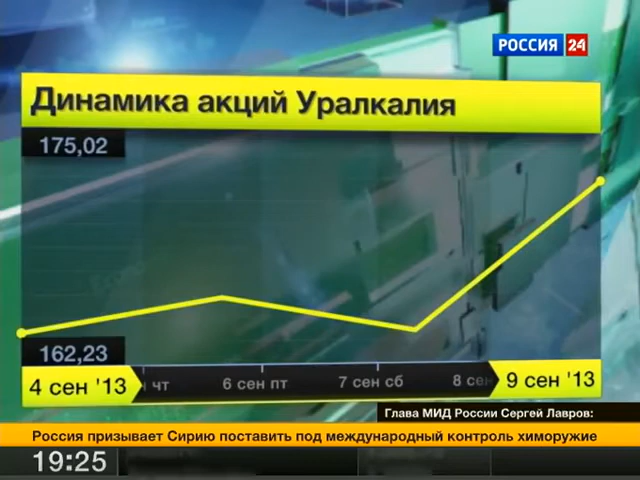 РОССИЯ 24
Динамика акций Уралкалия
175,02
162,23
4 сен '13
чт
6 сен пт
7 сен сб
8 сен
9 сен '13
Глава МИД России Сергей Лавров:
Россия призывает Сирию поставить под международный контроль химоружие
19:25